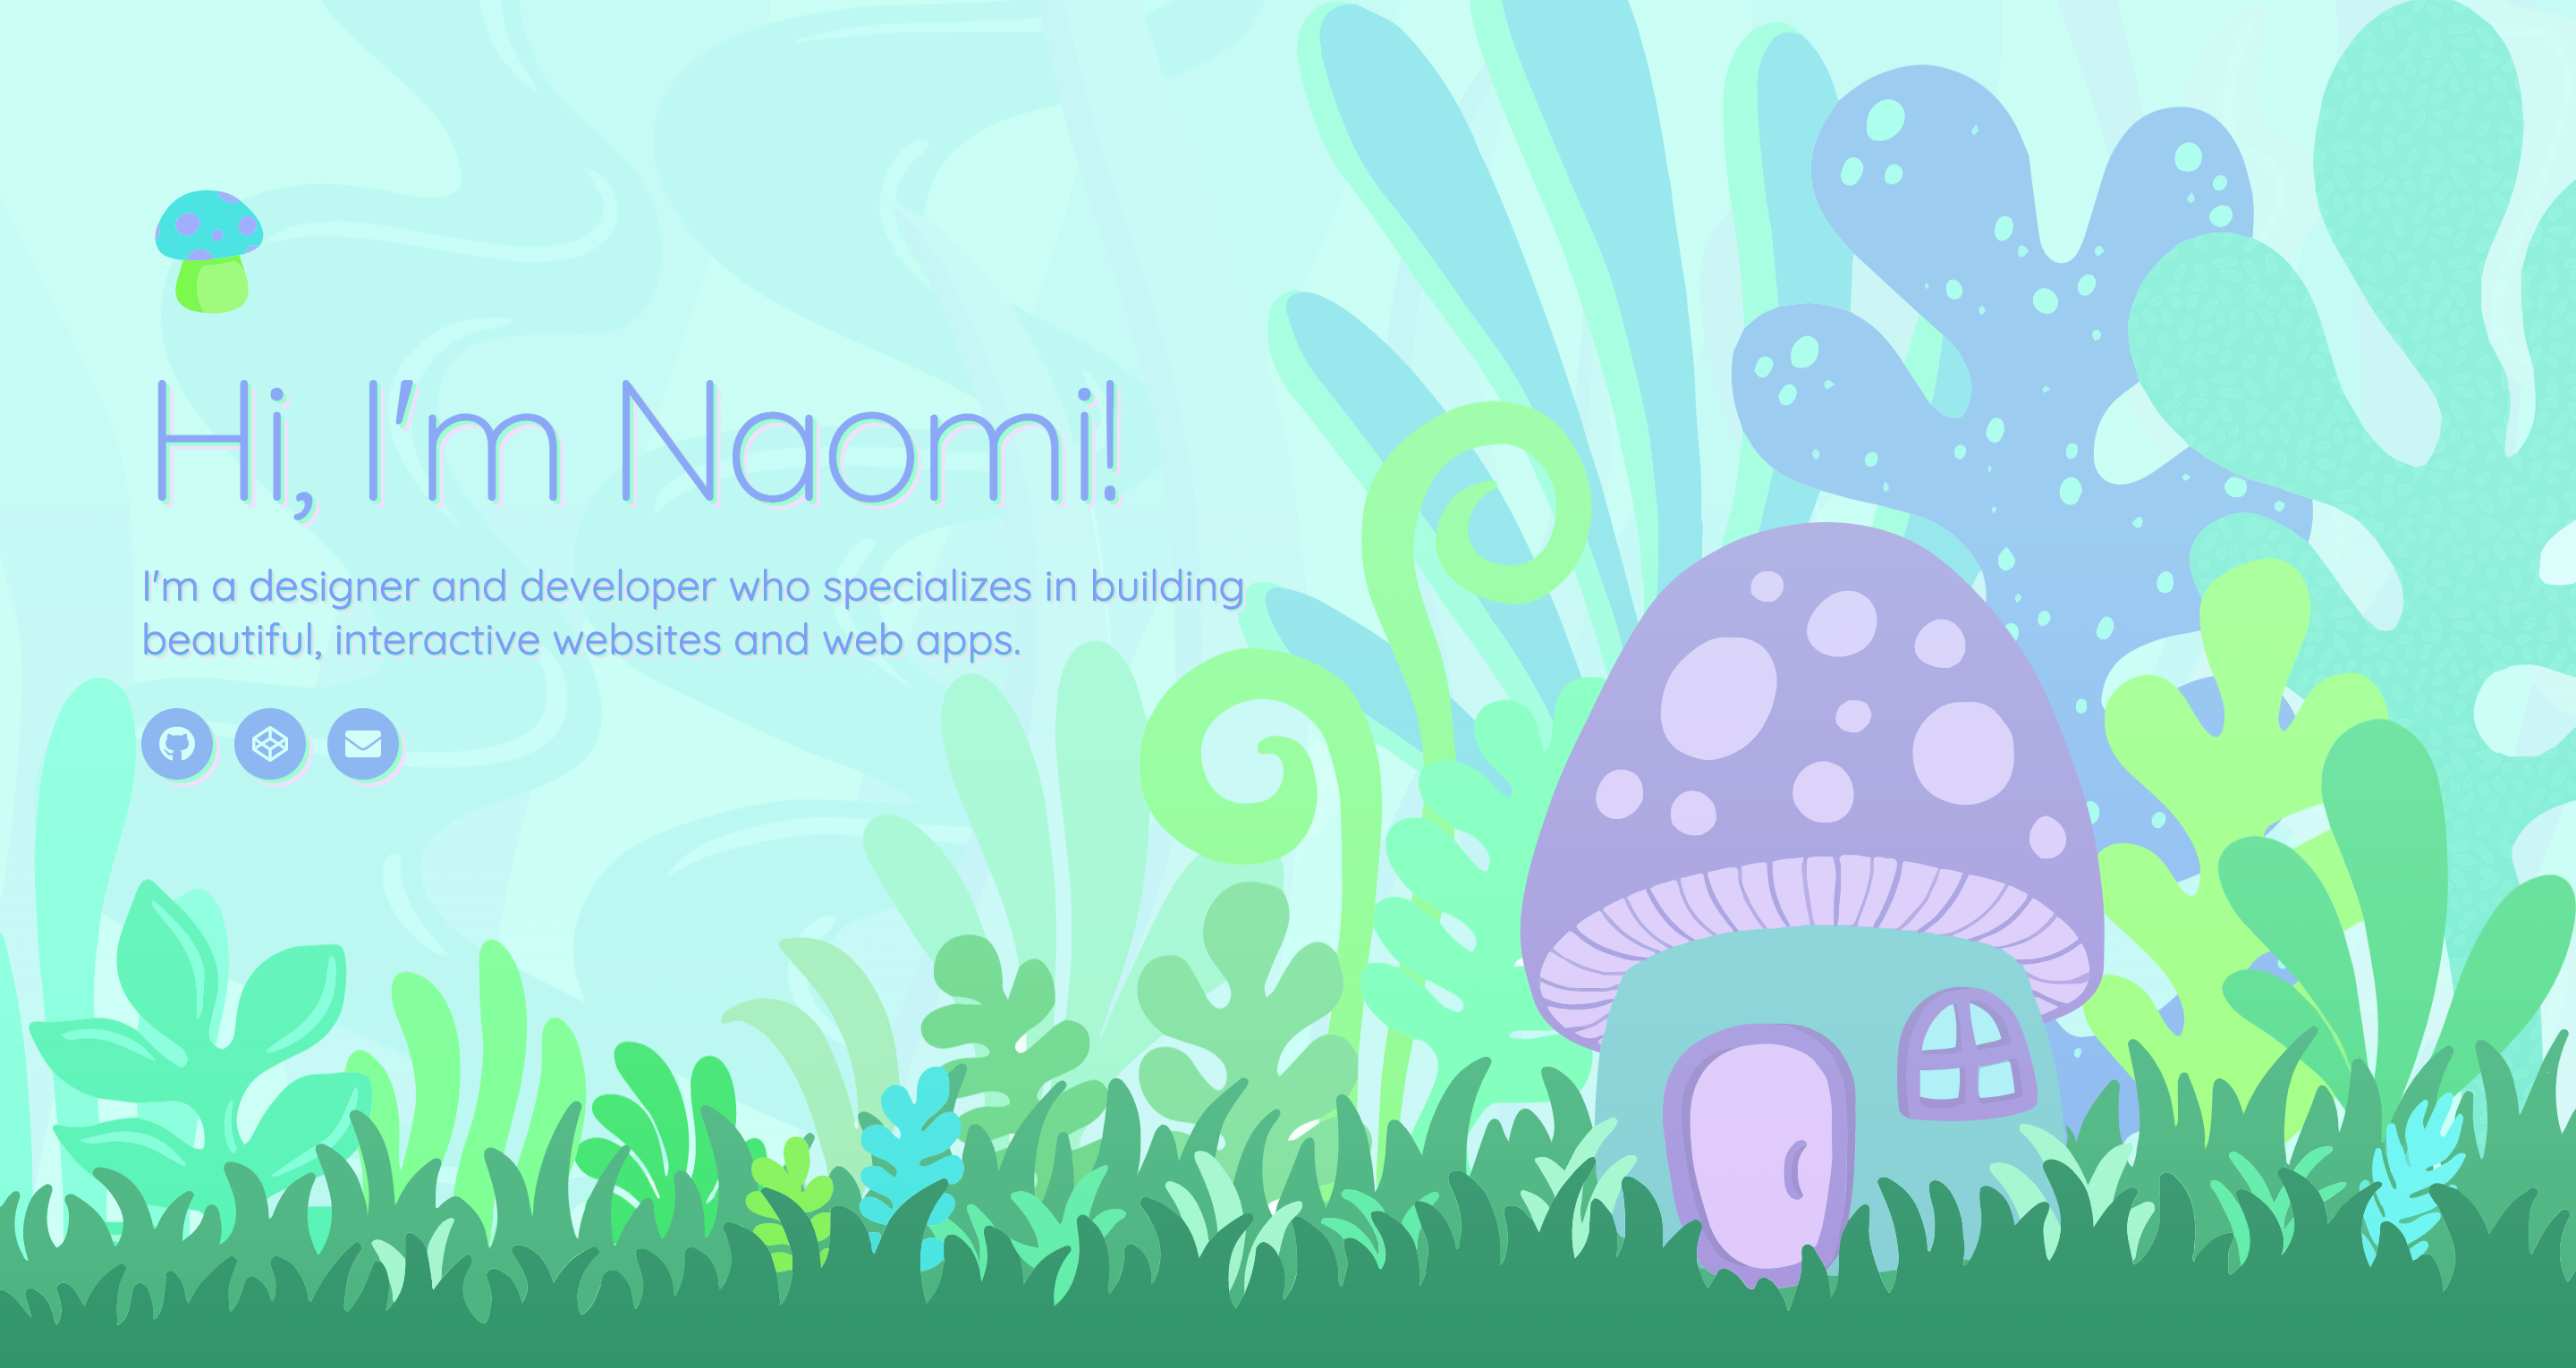 Hi, I'm Naomi!
I'm a designer and developer who specializes in building
beautiful, interactive websites and web apps.